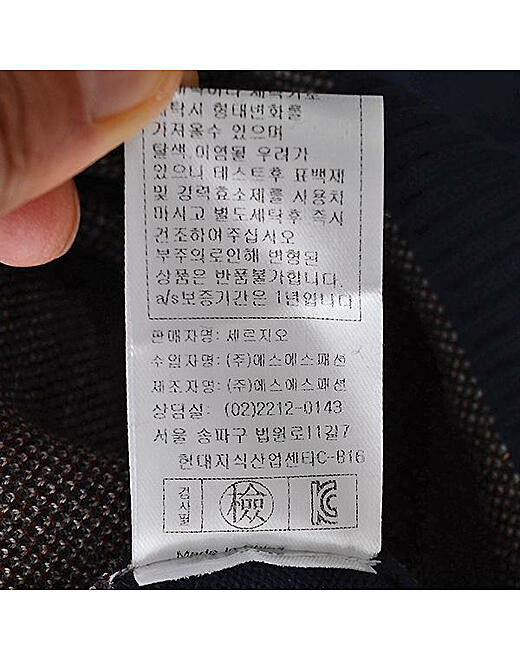 세탁시 형태변화를
가져올수 있으며
탈색.이염될 우려가
있으니 테스트후 표백제
및 강력효소제를 사용치
마시고 별도세탁후 즉시
건조하여주십시오
부주의로인해 변형된
상품은 반품불가합니다.
a/s보증기간은 1년입니다
판매자명: 세르지오
수입자명: (주)에스에스패션
제조자명: (주)에스에스패션
상담실: (02)2212-0143
서울 송파구 법원로11길7
현대지식산업센터C-B16
검사필
檢
Made in